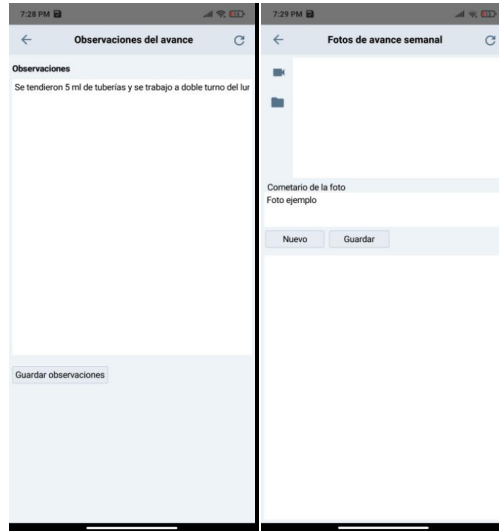 7:28 PM
Observaciones del avance
Observaciones
Se tendieron 5 ml de tuberías y se trabajo a doble turno del lur
Guardar observaciones
7:29 PM
Fotos de avance semanal
Cometario de la foto
Foto ejemplo
Nuevo
Guardar